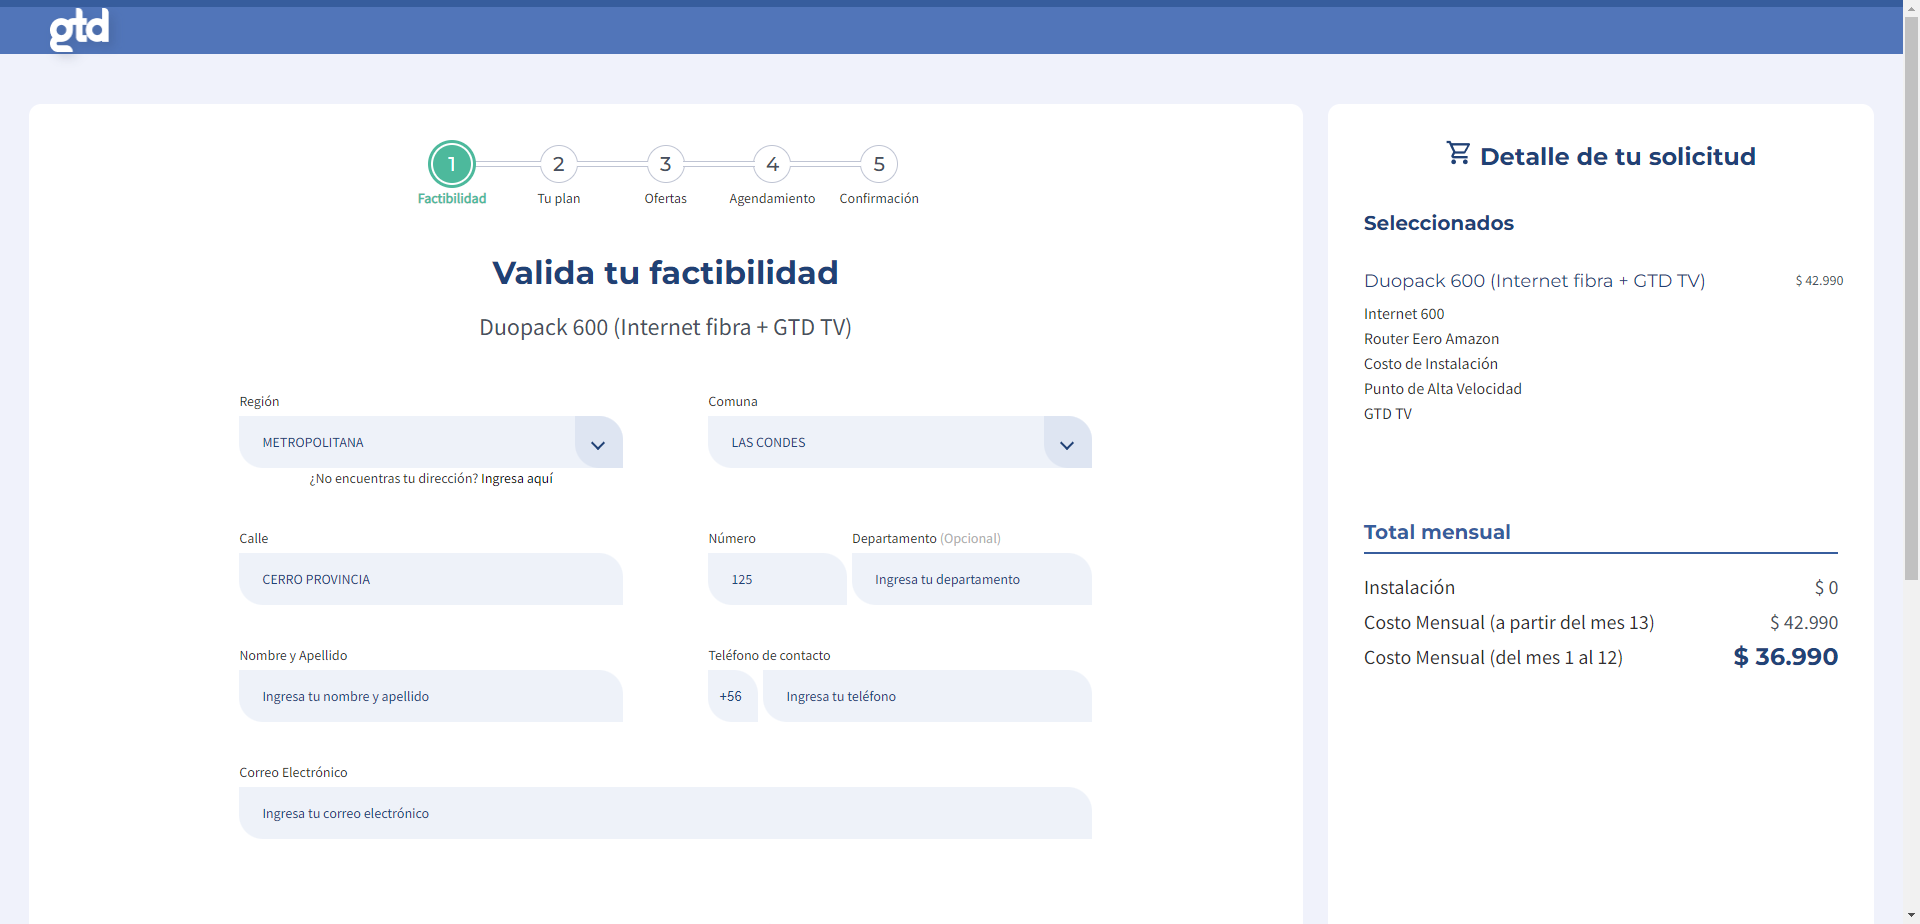 gtd
1
2
3
4
5
Factibilidad
Tu plan
Ofertas
Agendamiento
Confirmación
Valida tu factibilidad
Duopack 600 (Internet fibra + GTD TV)
Región
Comuna
METROPOLITANA
LAS CONDES
¿No encuentras tu dirección? Ingresa aquí
Calle
Número
Departamento (Opcional)
CERRO PROVINCIA
125
Ingresa tu departamento
Nombre y Apellido
Teléfono de contacto
Ingresa tu nombre y apellido
+56
Ingresa tu teléfono
Correo Electrónico
Ingresa tu correo electrónico
Detalle de tu solicitud
Seleccionados
Duopack 600 (Internet fibra + GTD TV) $ 42.990
Internet 600
Router Eero Amazon
Costo de Instalación
Punto de Alta Velocidad
GTD TV
Total mensual
Instalación $ 0
Costo Mensual (a partir del mes 13) $ 42.990
Costo Mensual (del mes 1 al 12) $ 36.990